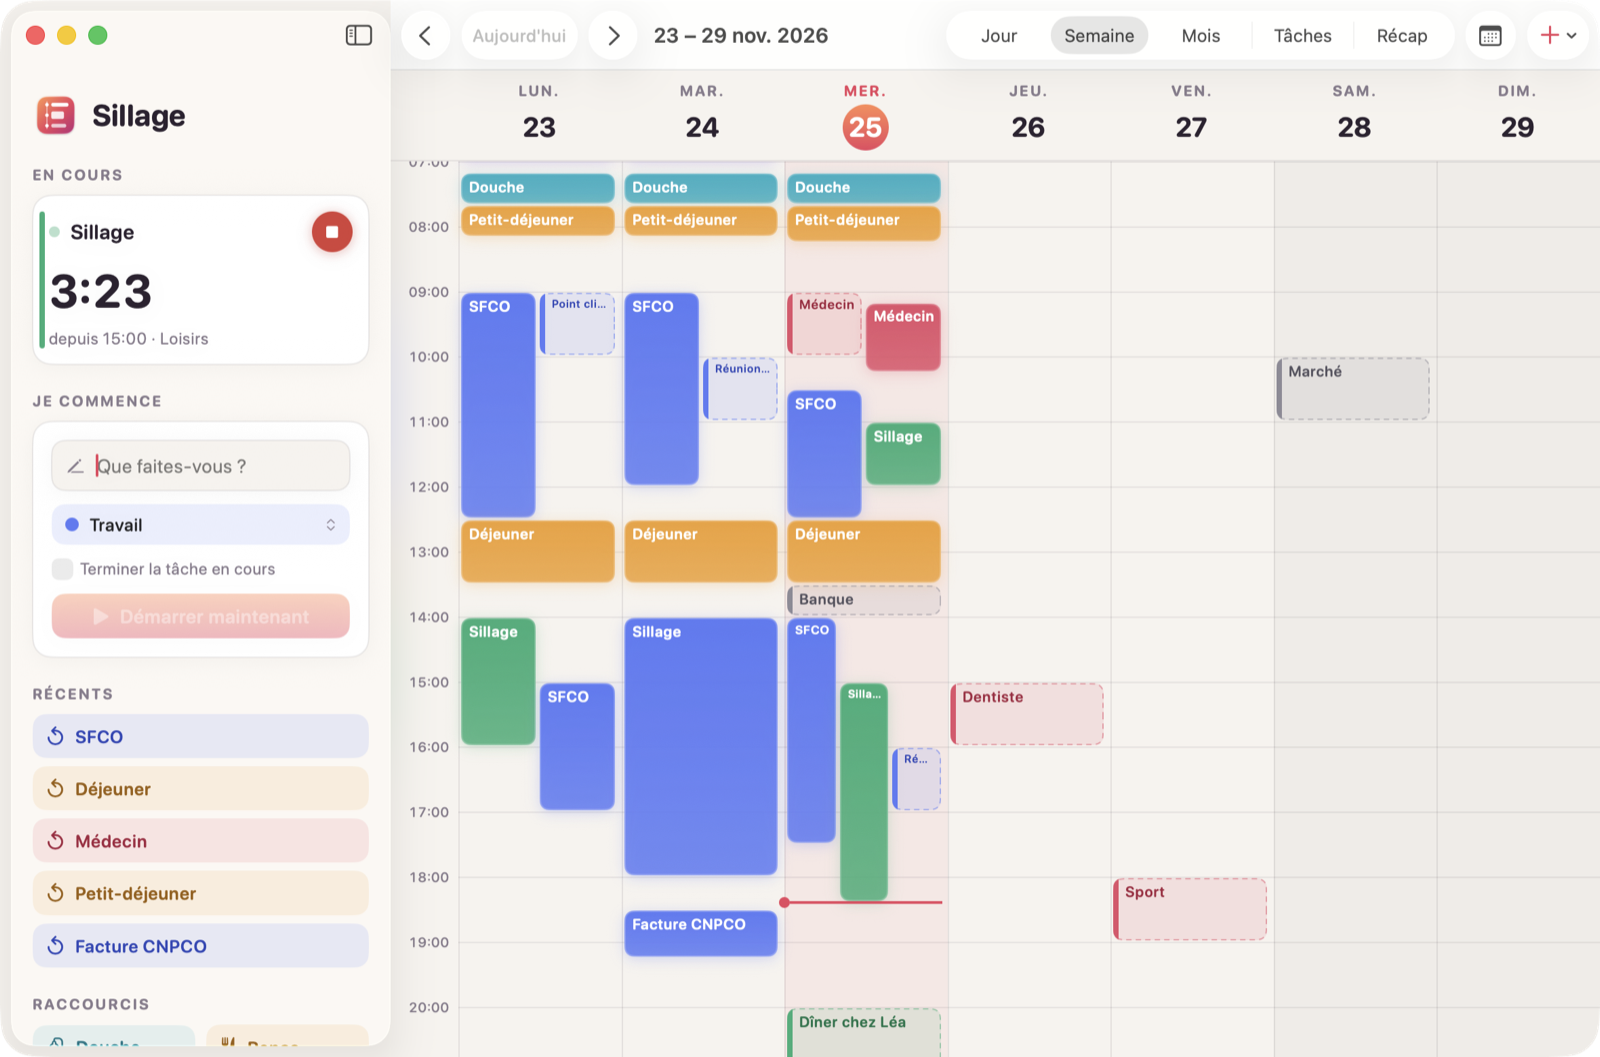 Aujourd'hui
23 – 29 nov. 2026
Jour
Semaine
Mois
Tâches
Récap
Sillage
EN COURS
Sillage
3:23
depuis 15:00 · Loisirs
JE COMMENCE
Que faites-vous ?
Travail
Terminer la tâche en cours
Démarrer maintenant
RÉCENTS
SFCO
Déjeuner
Médecin
Petit-déjeuner
Facture CNPCO
RACCOURCIS
Douche
Repas
LUN.
23
MAR.
24
MER.
25
JEU.
26
VEN.
27
SAM.
28
DIM.
29
07:00
08:00
09:00
10:00
11:00
12:00
13:00
14:00
15:00
16:00
17:00
18:00
19:00
20:00
Douche
Petit-déjeuner
SFCO
Point cli...
Déjeuner
Sillage
SFCO
Douche
Petit-déjeuner
SFCO
Réunion...
Déjeuner
Sillage
Facture CNPCO
Douche
Petit-déjeuner
Médecin
Médecin
SFCO
Sillage
Déjeuner
Banque
SFCO
Silla...
Ré...
Dîner chez Léa
Dentiste
Sport
Marché